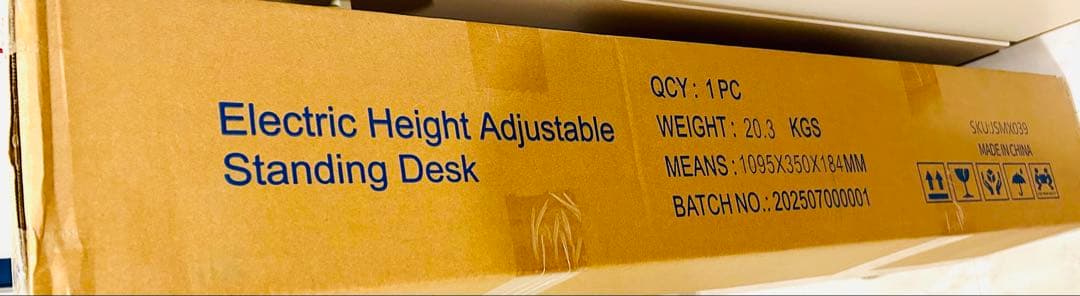 Electric Height Adjustable
Standing Desk
QCY: 1 PC
WEIGHT: 20.3 KGS
MEANS: 1095X350X184MM
BATCH NO.: 202507000001
SKU:JSMX039
MADE IN CHINA